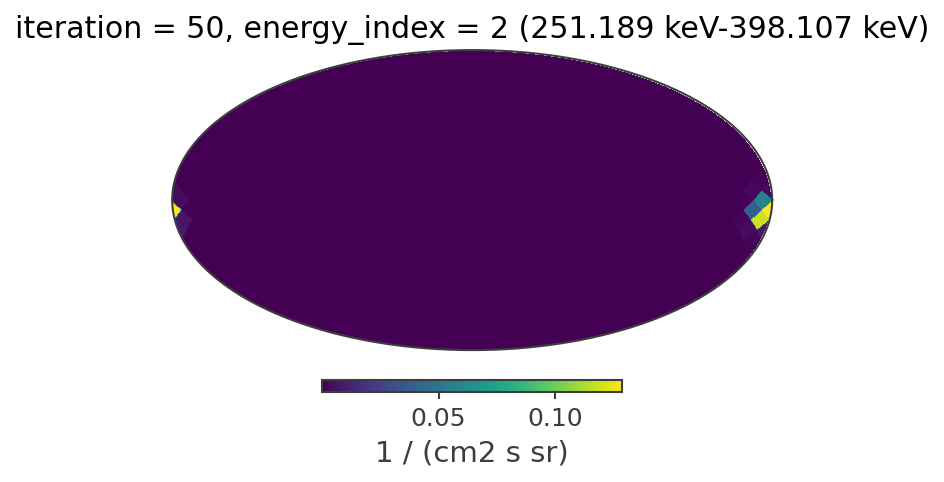 iteration = 50, energy_index = 2 (251.189 keV-398.107 keV)
0.05 0.10
1 / (cm2 s sr)